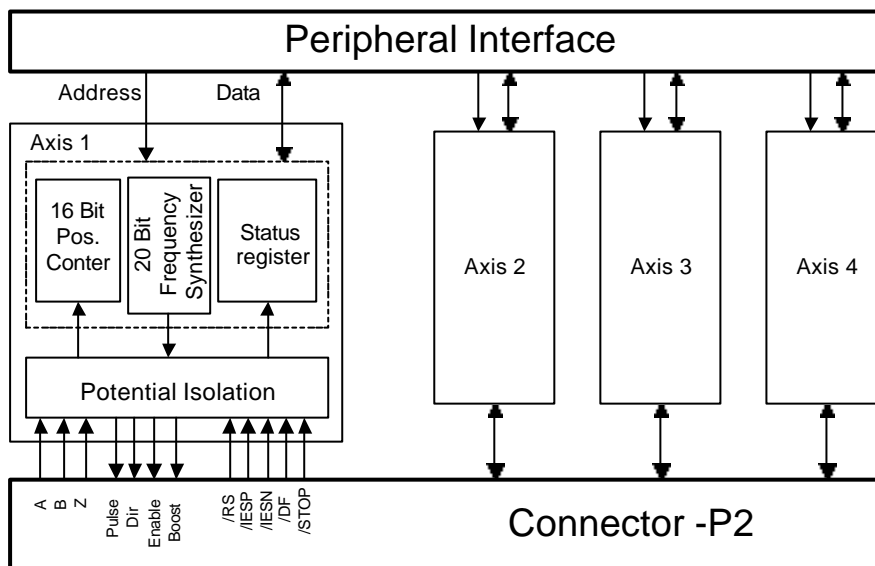 Peripheral Interface
Address
Data
Axis 1
16 Bit
Pos.
Conter
20 Bit
Frequency
Synthesizer
Status
register
Axis 2
Axis 3
Axis 4
Potential Isolation
A
B
Z
Pulse
Dir
Enable
Boost
/RS
/IESP
/IESN
/DF
/STOP
Connector -P2